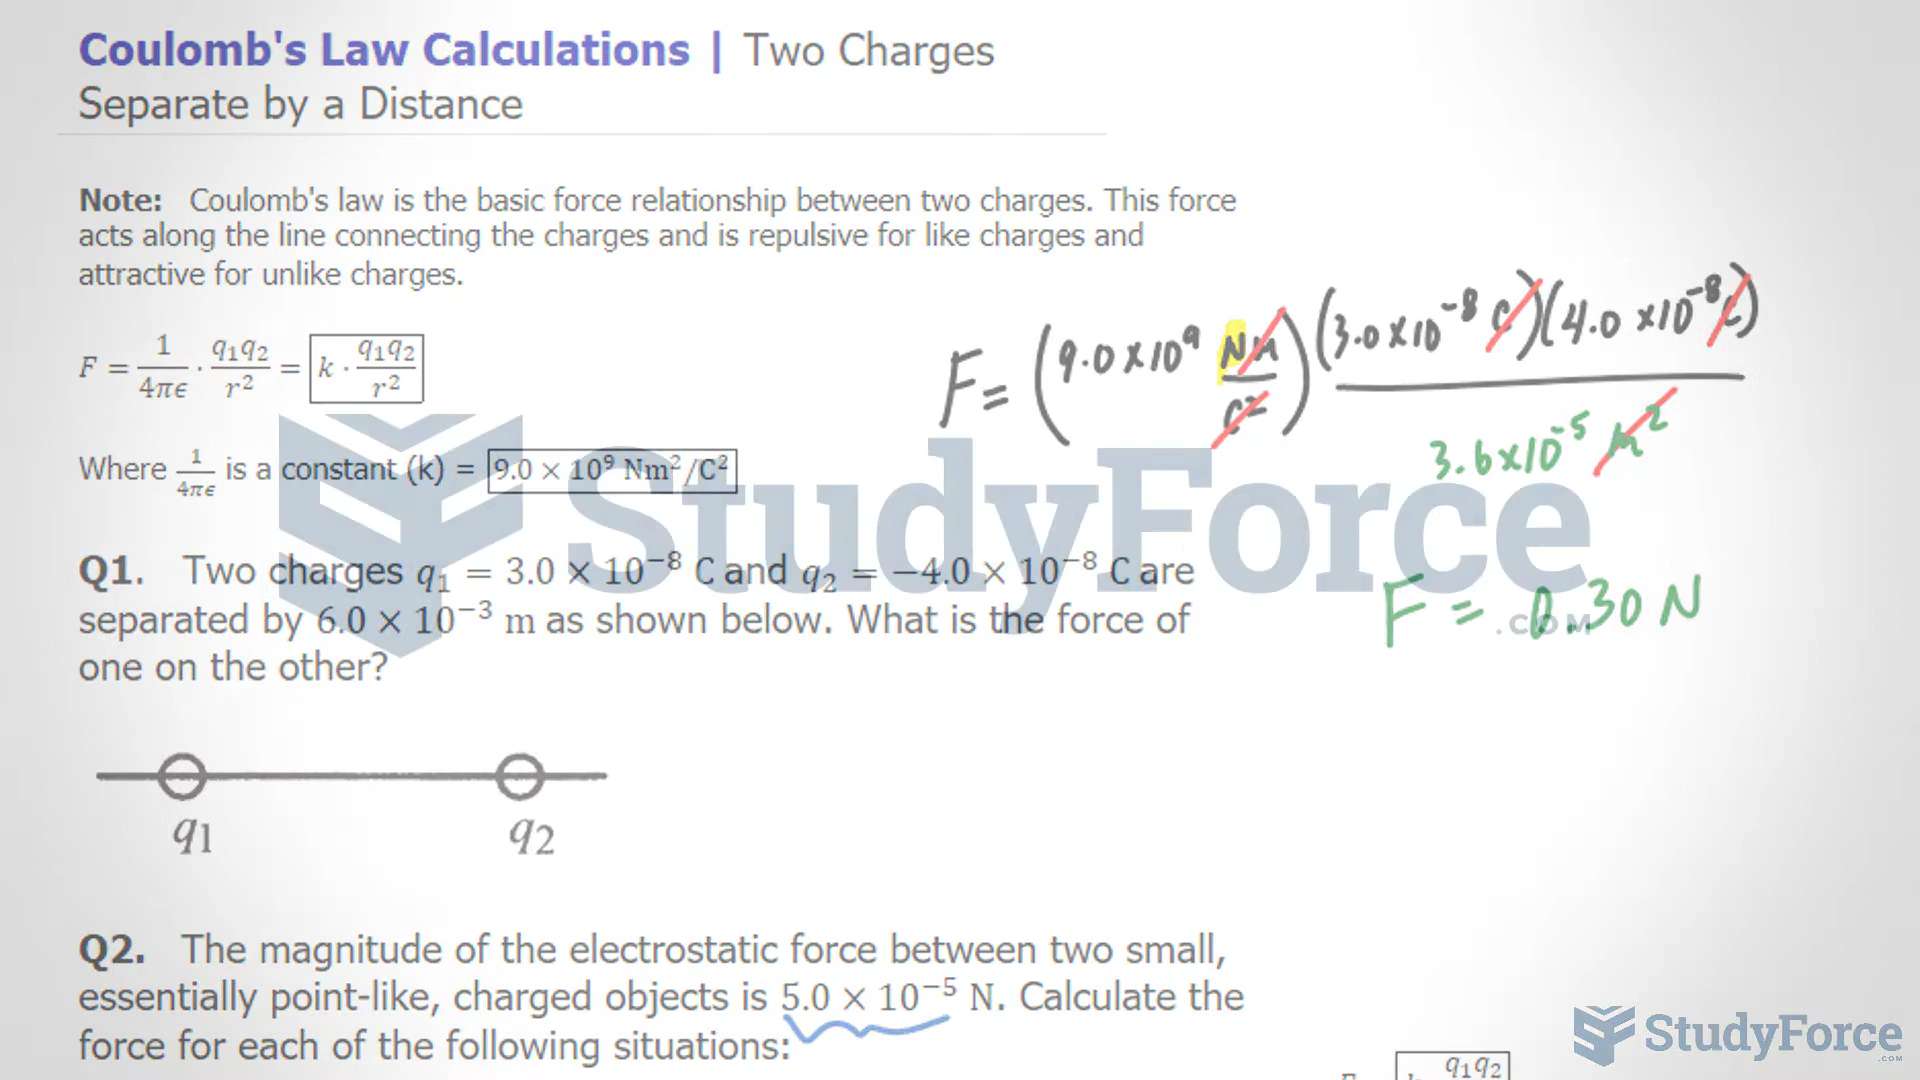 Coulomb's Law Calculations | Two Charges
Separate by a Distance
Note: Coulomb's law is the basic force relationship between two charges. This force
acts along the line connecting the charges and is repulsive for like charges and
attractive for unlike charges.
F = 1/4πϵ · q₁q₂/r² = k · q₁q₂/r²
Where 1/4πϵ is a constant (k) = 9.0 × 10⁹ Nm²/C²
F = (9.0 x 10⁹ Nm/C²) (3.0 x 10⁻⁸ C)(4.0 x 10⁻⁸ C)
3.6 x 10⁻⁵ m²
StudyForce
.COM
Q1. Two charges q₁ = 3.0 × 10⁻⁸ C and q₂ = −4.0 × 10⁻⁸ C are
separated by 6.0 × 10⁻³ m as shown below. What is the force of
one on the other?
F = 0.30 N
q1 q2
Q2. The magnitude of the electrostatic force between two small,
essentially point-like, charged objects is 5.0 × 10⁻⁵ N. Calculate the
force for each of the following situations:
q₁q₂
StudyForce
.COM